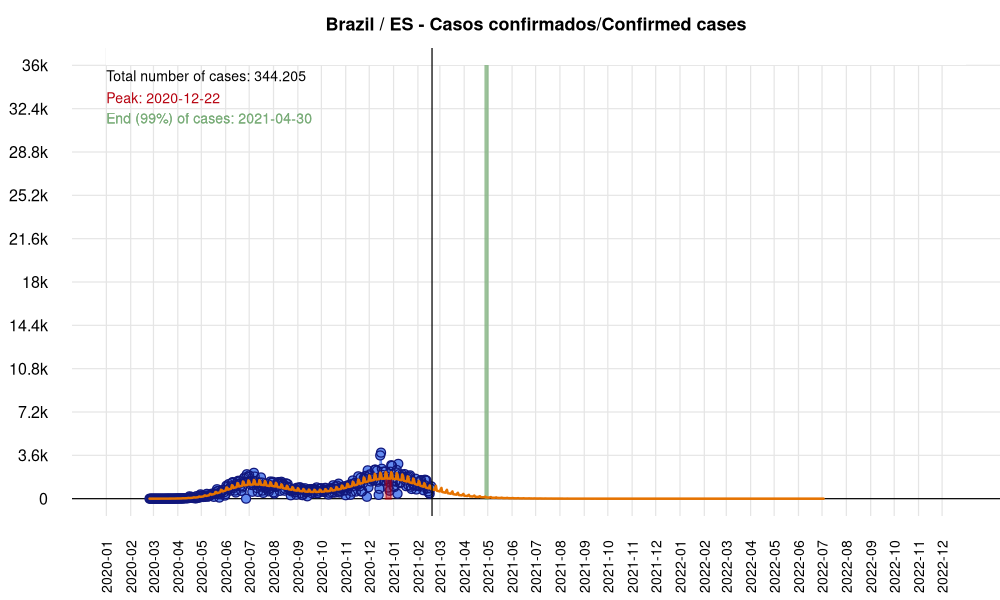 Brazil / ES - Casos confirmados/Confirmed cases
Total number of cases: 344.205
Peak: 2020-12-22
End (99%) of cases: 2021-04-30
36k
32.4k
28.8k
25.2k
21.6k
18k
14.4k
10.8k
7.2k
3.6k
0
2020-01
2020-02
2020-03
2020-04
2020-05
2020-06
2020-07
2020-08
2020-09
2020-10
2020-11
2020-12
2021-01
2021-03
2021-04
2021-05
2021-06
2021-07
2021-08
2021-09
2021-10
2021-11
2021-12
2022-01
2022-02
2022-03
2022-04
2022-05
2022-06
2022-07
2022-08
2022-09
2022-10
2022-11
2022-12